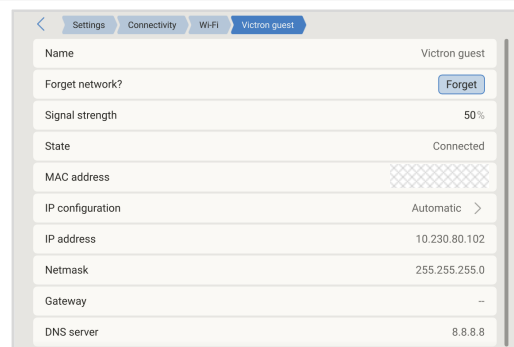 Settings Connectivity Wi-Fi Victron guest
Name Victron guest
Forget network? Forget
Signal strength 50%
State Connected
MAC address
IP configuration Automatic
IP address 10.230.80.102
Netmask 255.255.255.0
Gateway --
DNS server 8.8.8.8